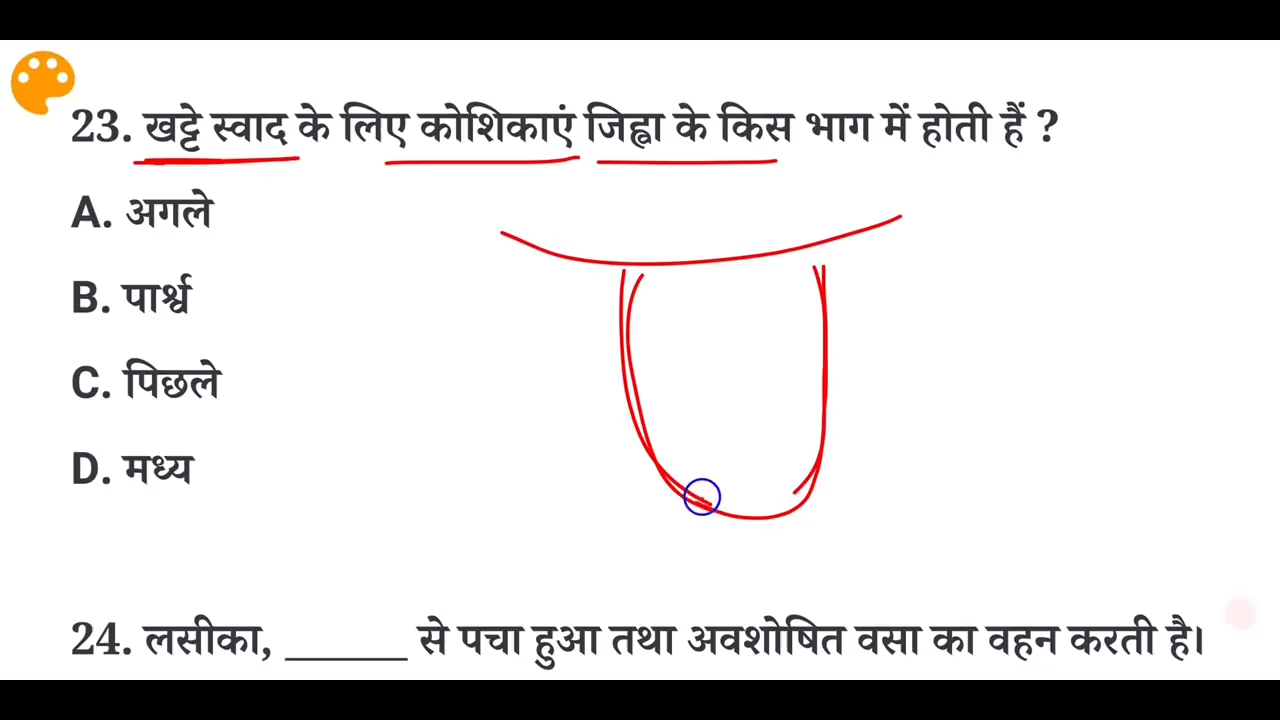 23. खट्टे स्वाद के लिए कोशिकाएं जिह्वा के किस भाग में होती हैं ?
A. अगले
B. पार्श्व
C. पिछले
D. मध्य
24. लसीका, ______ से पचा हुआ तथा अवशोषित वसा का वहन करती है।